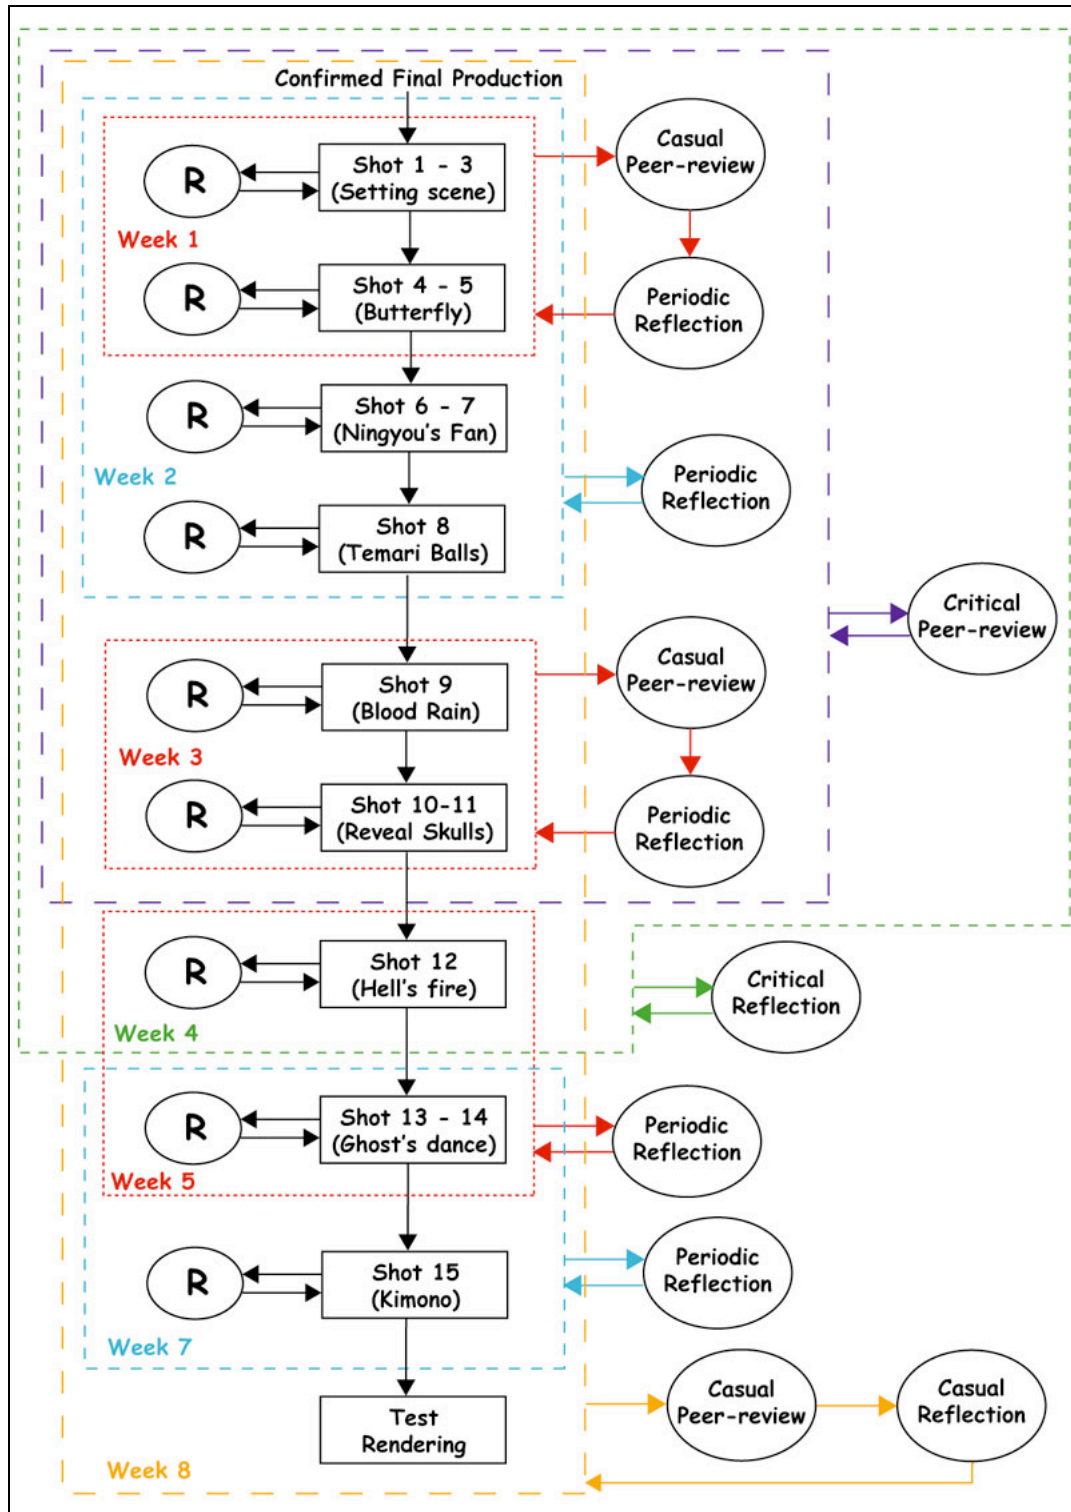 Confirmed Final Production
Shot 1 - 3
(Setting scene)
R
Casual
Peer-review
Week 1
Shot 4 - 5
(Butterfly)
R
Periodic
Reflection
Shot 6 - 7
(Ningyou's Fan)
R
Week 2
Periodic
Reflection
Shot 8
(Temari Balls)
R
Critical
Peer-review
Shot 9
(Blood Rain)
R
Casual
Peer-review
Week 3
Shot 10-11
(Reveal Skulls)
R
Periodic
Reflection
Shot 12
(Hell's fire)
R
Critical
Reflection
Week 4
Shot 13 - 14
(Ghost's dance)
R
Periodic
Reflection
Week 5
Shot 15
(Kimono)
R
Periodic
Reflection
Week 7
Casual
Peer-review
Casual
Reflection
Test
Rendering
Week 8